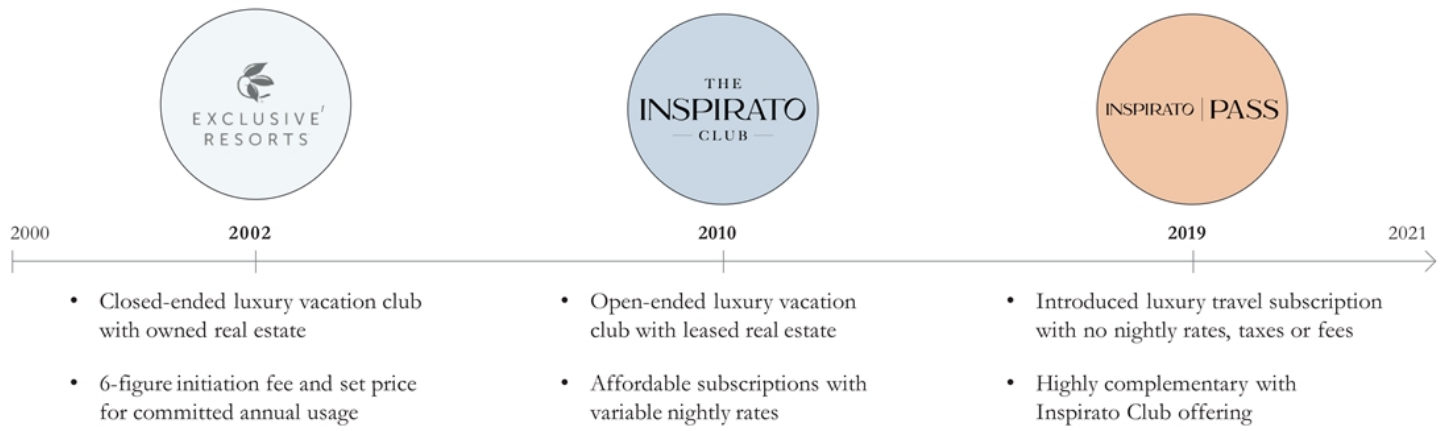 EXCLUSIVE
RESORTS
THE
INSPIRATO
CLUB
INSPIRATO | PASS
2000
2002
2010
2019
2021
• Closed-ended luxury vacation club
with owned real estate
• 6-figure initiation fee and set price
for committed annual usage
• Open-ended luxury vacation
club with leased real estate
• Affordable subscriptions with
variable nightly rates
• Introduced luxury travel subscription
with no nightly rates, taxes or fees
• Highly complementary with
Inspirato Club offering